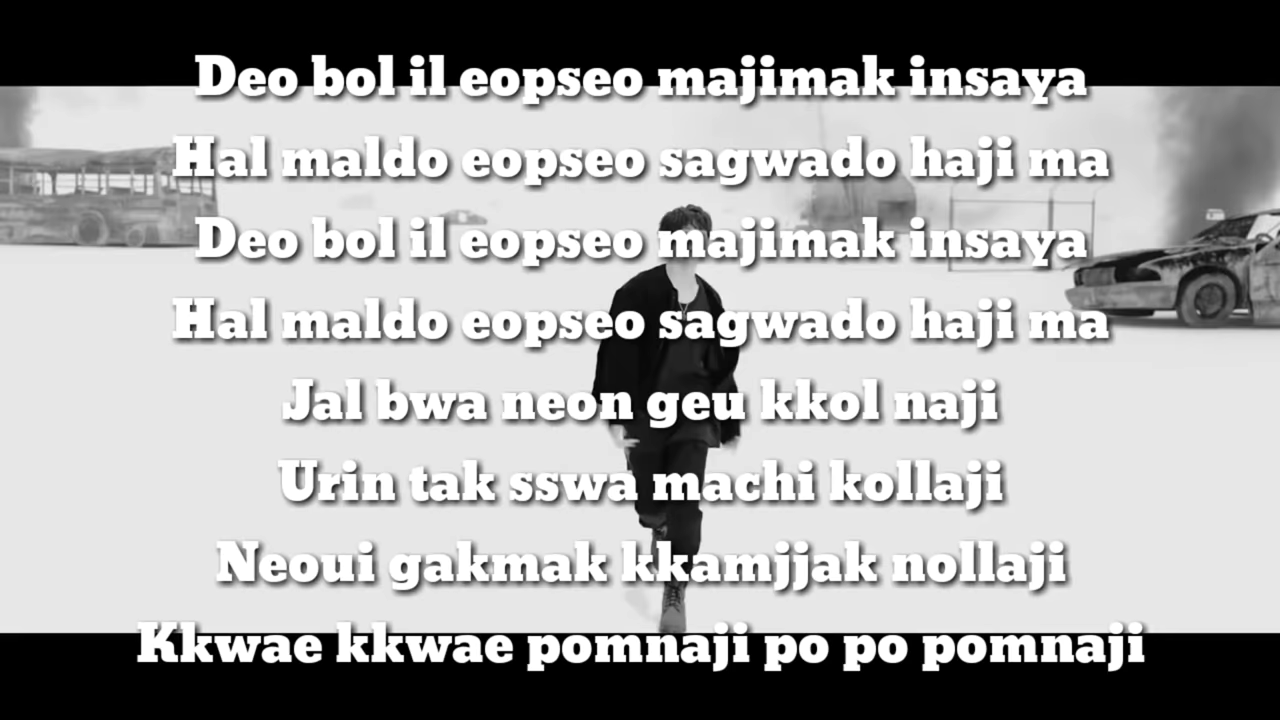 Deo bol il eopseo majimak insaya
Hal maldo eopseo sagwado haji ma
Deo bol il eopseo majimak insaya
Hal maldo eopseo sagwado haji ma
Jal bwa neon geu kkol naji
Urin tak sswa machi kollaji
Neoui gakmak kkamjjak nollaji
Kkwae kkwae pomnaji po po pomnaji